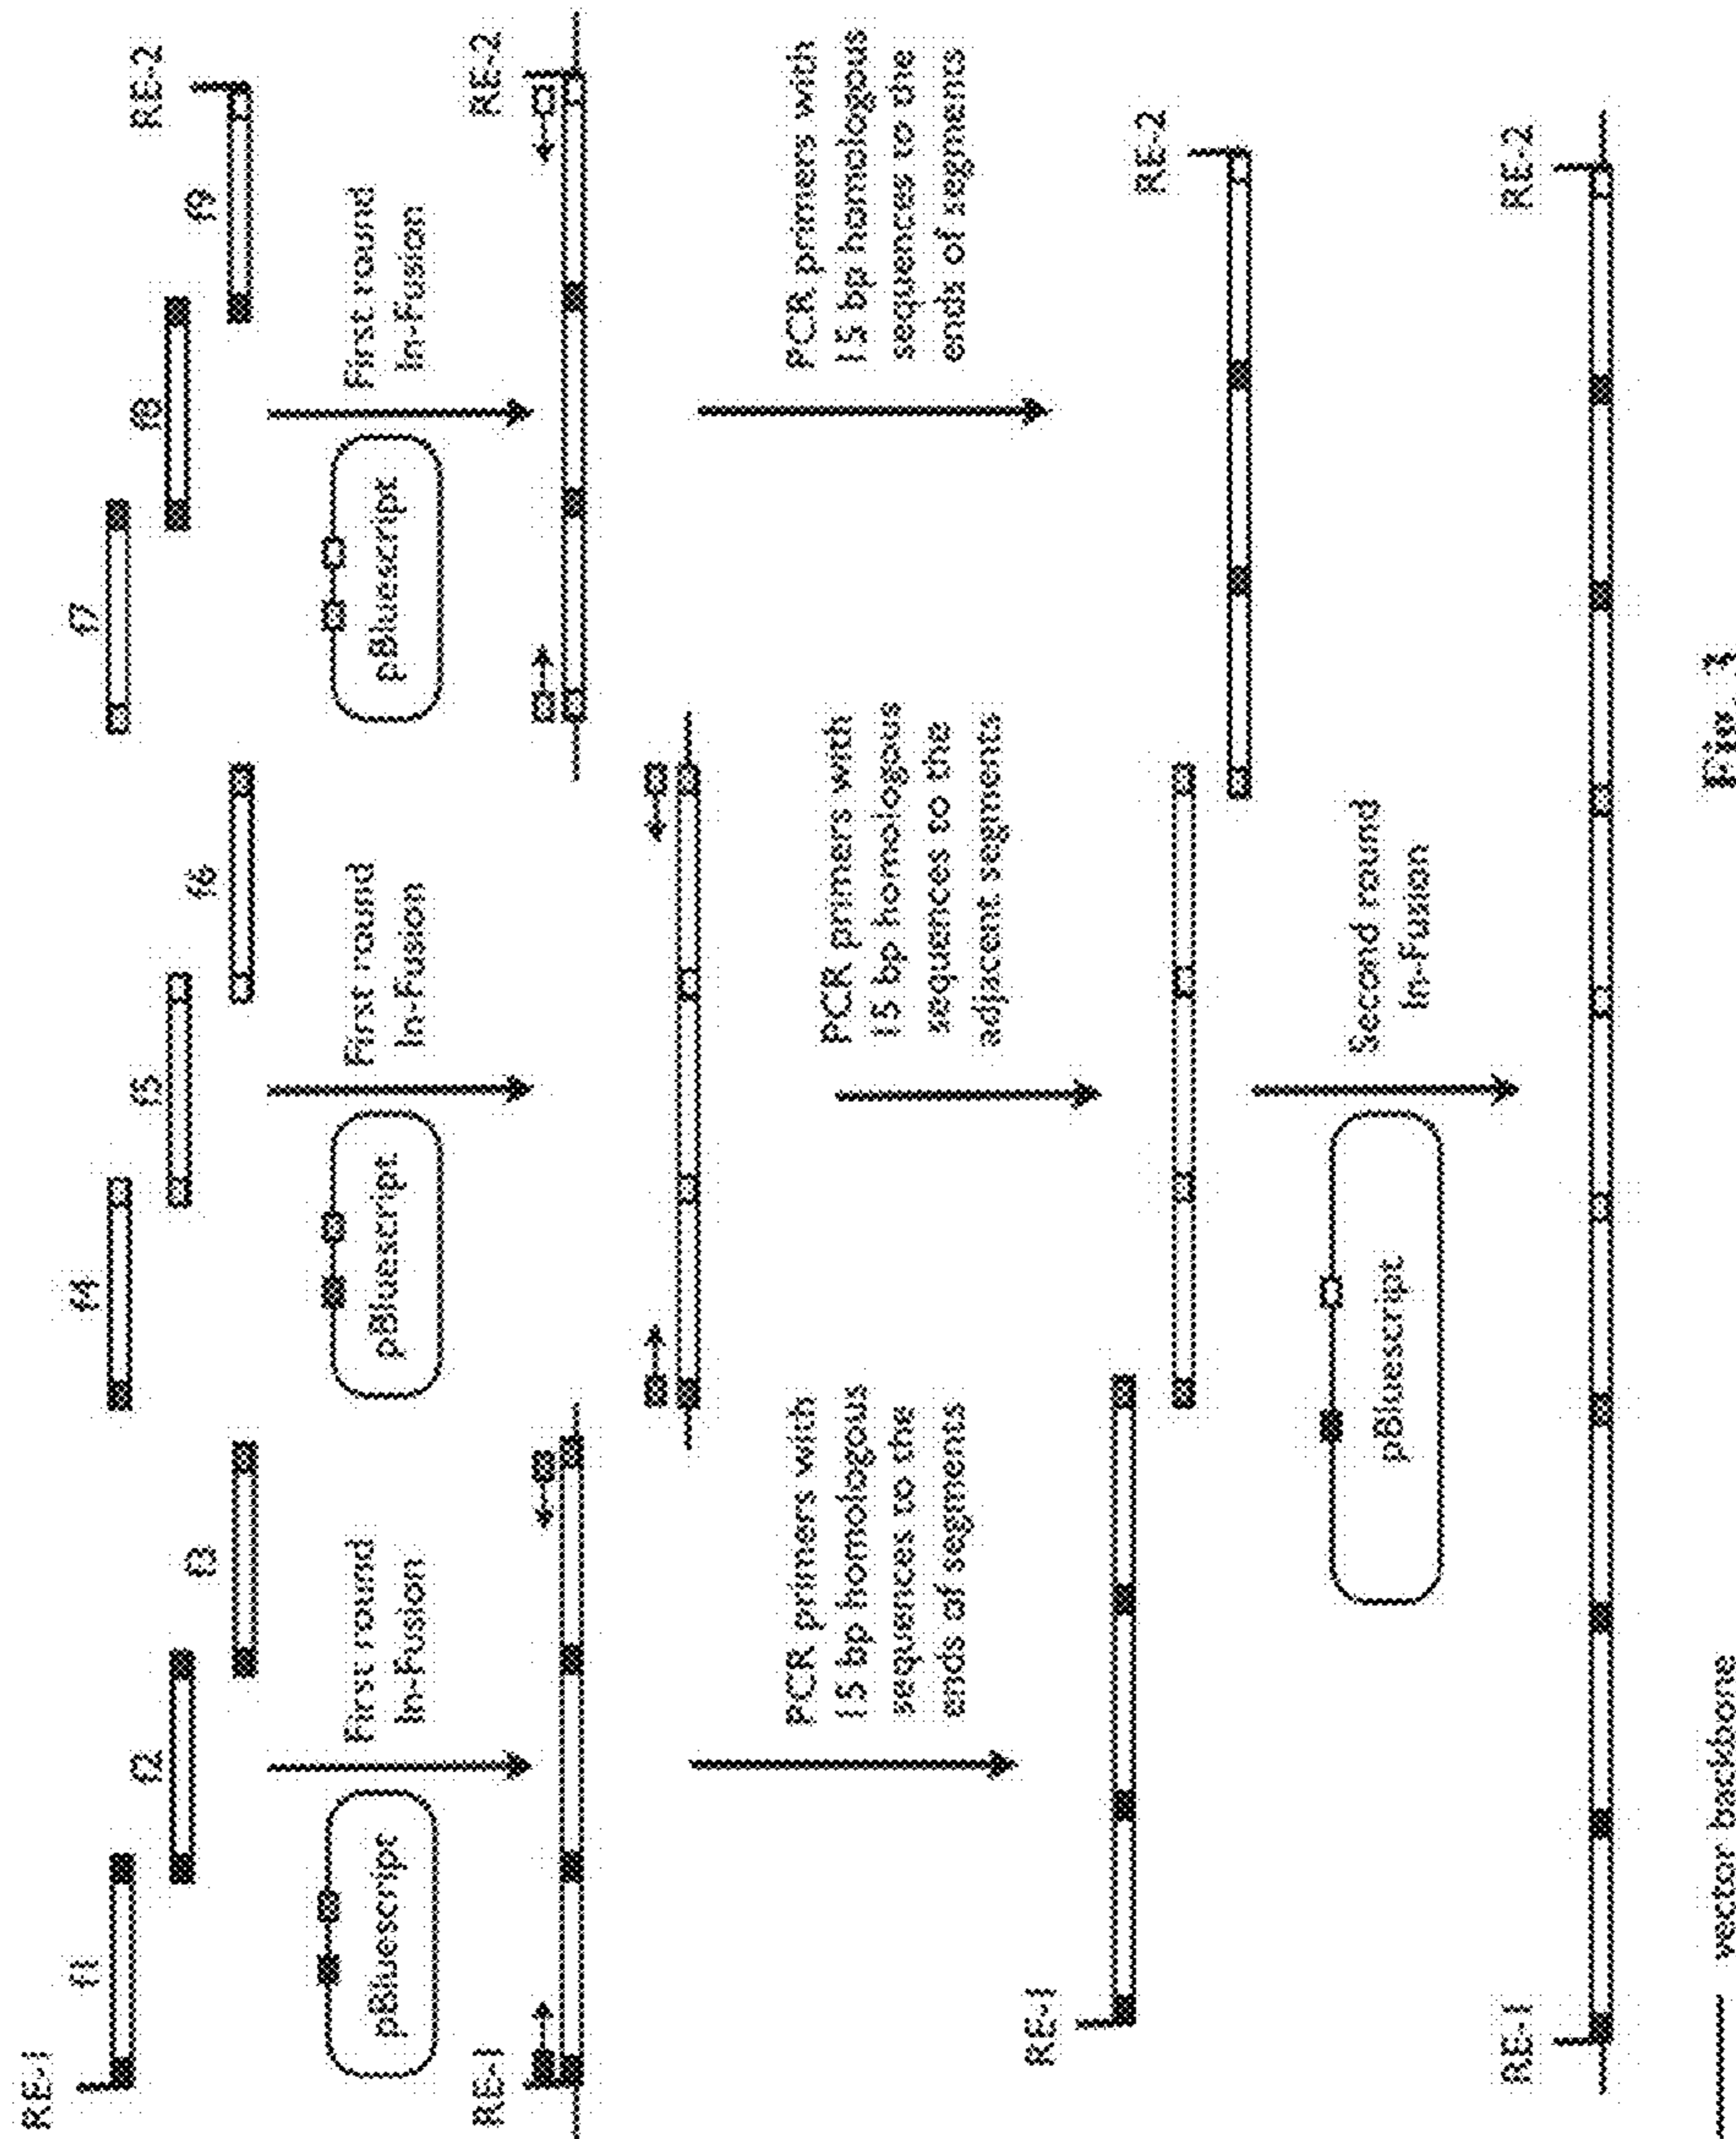 RE-1
f1
f2
f3
f4
f5
f6
f7
f8
f9
RE-2
pBluescript
First round
In-Fusion
pBluescript
First round
In-Fusion
pBluescript
First round
In-Fusion
RE-1
RE-2
PCR primers with
15 bp homologous
sequences to the
ends of segments
PCR primers with
15 bp homologous
sequences to the
adjacent segments
PCR primers with
15 bp homologous
sequences to the
ends of segments
RE-1
RE-2
pBluescript
Second round
In-Fusion
RE-1
RE-2
vector backbone
Fig. 3